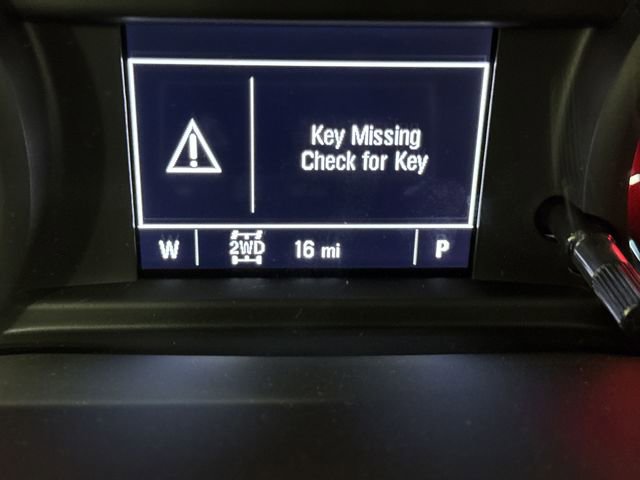 Key Missing
Check for Key
W 2WD 16 mi P